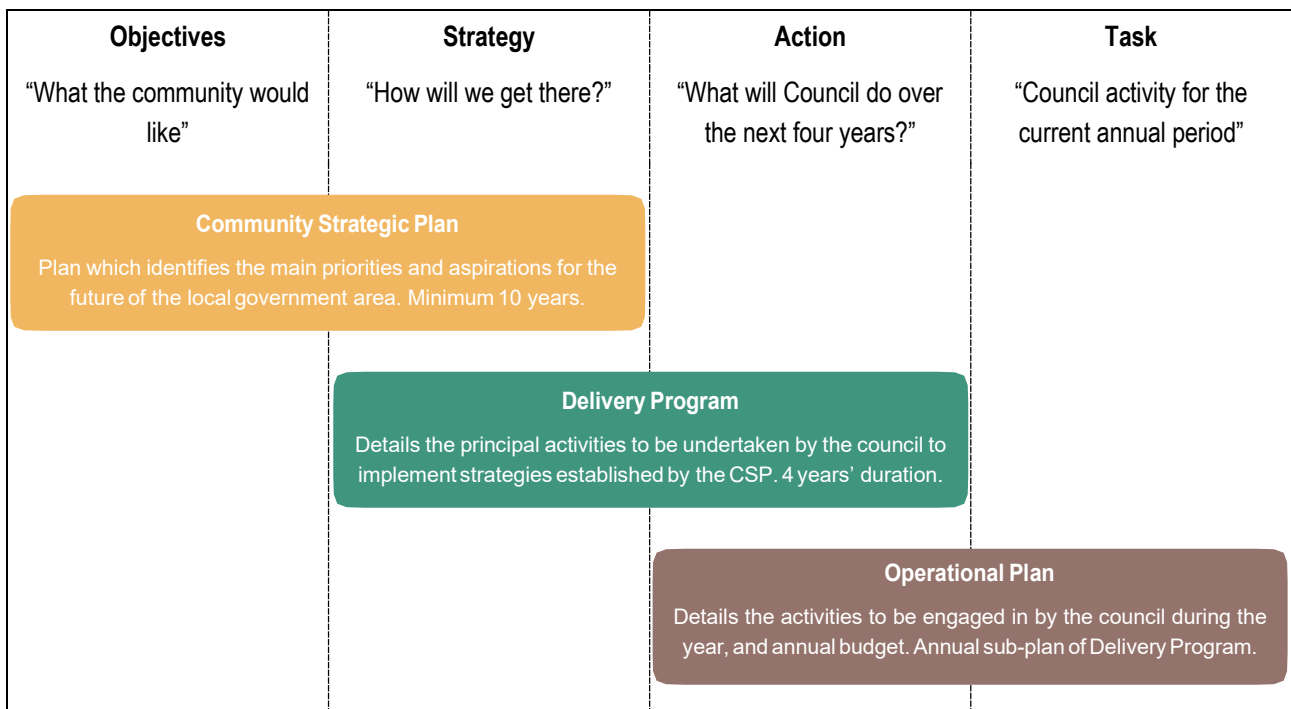 Objectives
“What the community would
like”
Strategy
“How will we get there?”
Action
“What will Council do over
the next four years?”
Task
“Council activity for the
current annual period”
Community Strategic Plan
Plan which identifies the main priorities and aspirations for the
future of the local government area. Minimum 10 years.
Delivery Program
Details the principal activities to be undertaken by the council to
implement strategies established by the CSP. 4 years’ duration.
Operational Plan
Details the activities to be engaged in by the council during the
year, and annual budget. Annual sub-plan of Delivery Program.